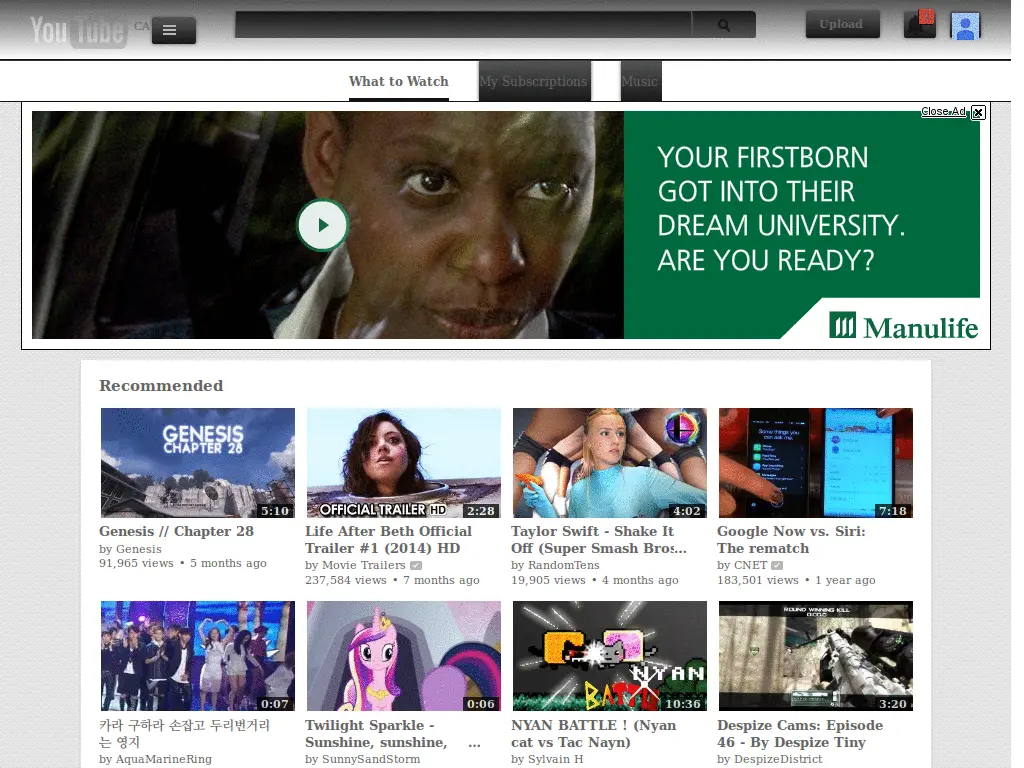 YouTube CA
Upload
What to Watch My Subscriptions Music
Close Ad X
YOUR FIRSTBORN
GOT INTO THEIR
DREAM UNIVERSITY.
ARE YOU READY?
Manulife
Recommended
GENESIS
CHAPTER 28
5:10
OFFICIAL TRAILER HD
2:28
4:02
Some things you
can ask me:
7:18
Genesis // Chapter 28
by Genesis
91,965 views • 5 months ago
Life After Beth Official
Trailer #1 (2014) HD
by Movie Trailers
237,584 views • 7 months ago
Taylor Swift - Shake It
Off (Super Smash Bros...
by RandomTens
19,905 views • 4 months ago
Google Now vs. Siri:
The rematch
by CNET
183,501 views • 1 year ago
0:07
0:06
NYAN
BATTLE
10:36
ROUND WINNING KILL
3:20
카라 구하라 손잡고 두리번거리
는 영지
by AquaMarineRing
Twilight Sparkle -
Sunshine, sunshine, ...
by SunnySandStorm
NYAN BATTLE ! (Nyan
cat vs Tac Nayn)
by Sylvain H
Despize Cams: Episode
46 - By Despize Tiny
by DespizeDistrict